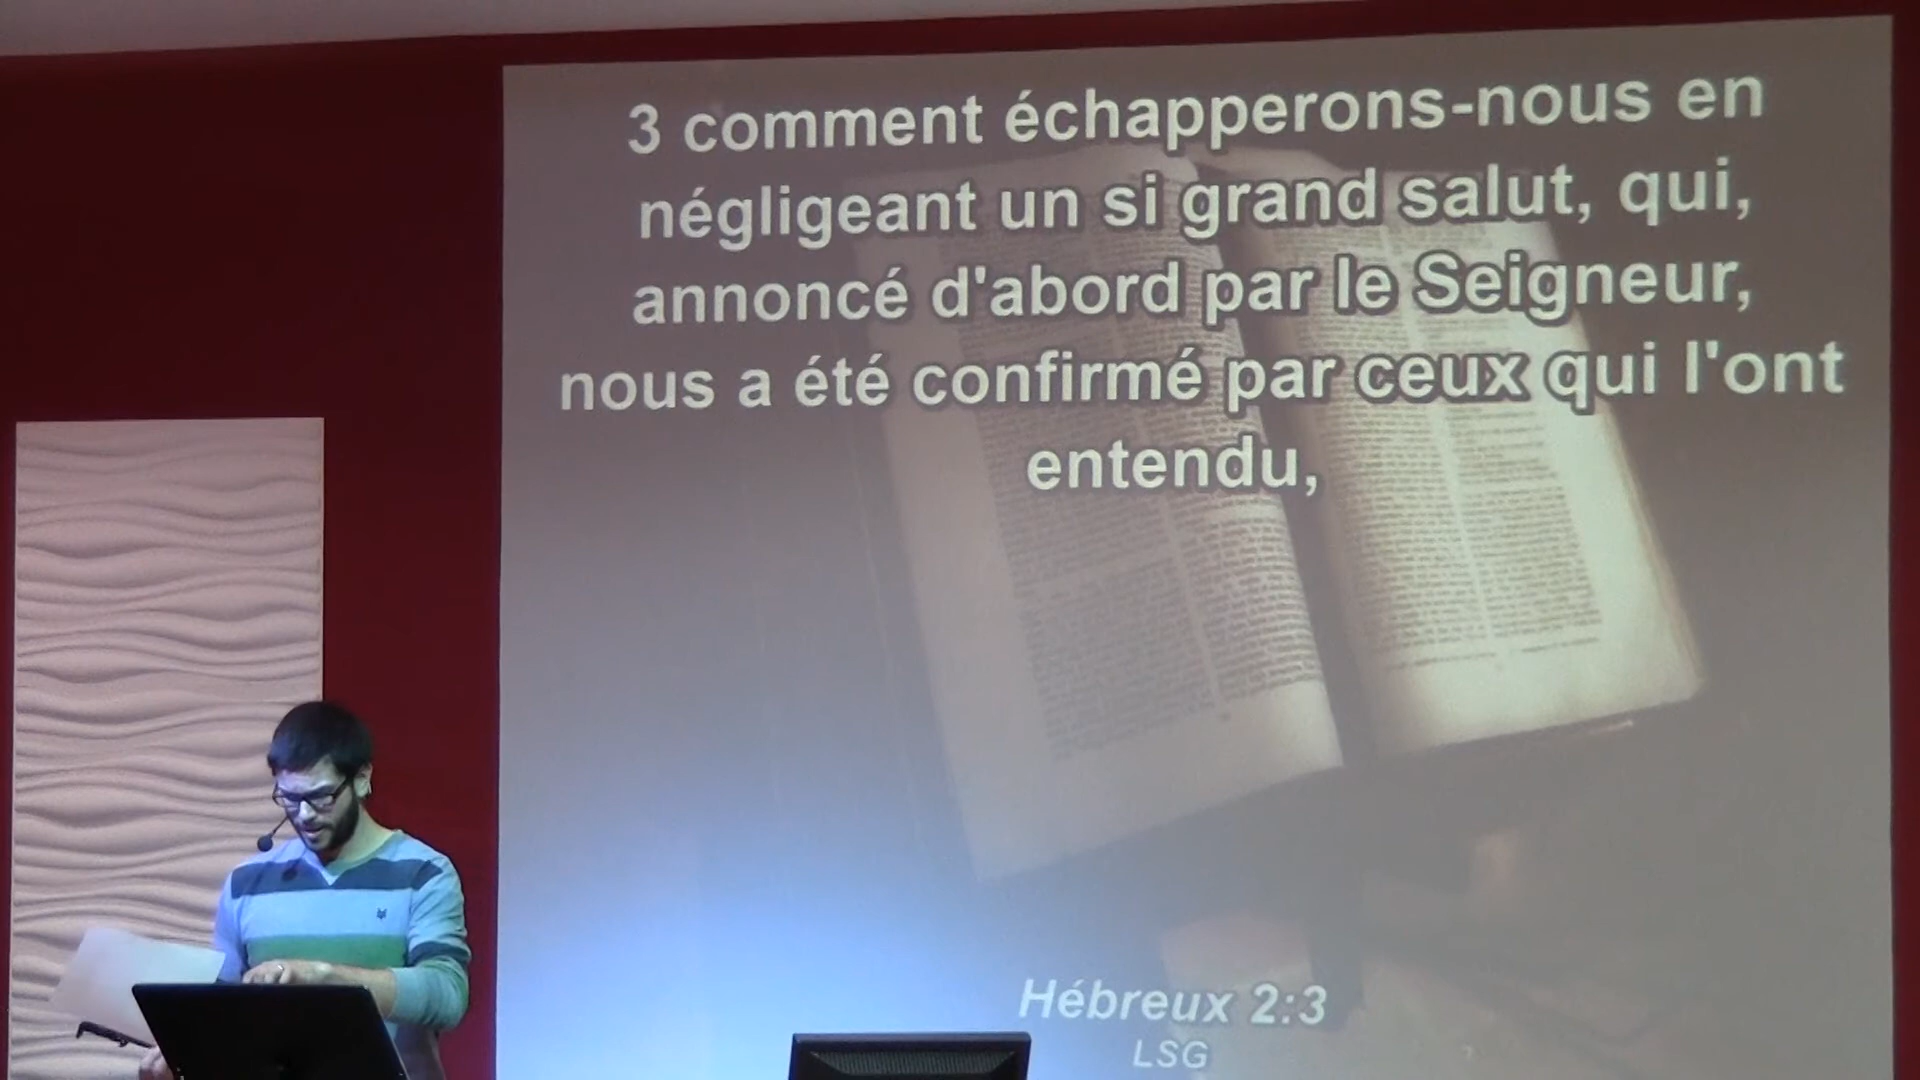 3 comment échapperons-nous en
négligeant un si grand salut, qui,
annoncé d'abord par le Seigneur,
nous a été confirmé par ceux qui l'ont
entendu,
Hébreux 2:3
LSG